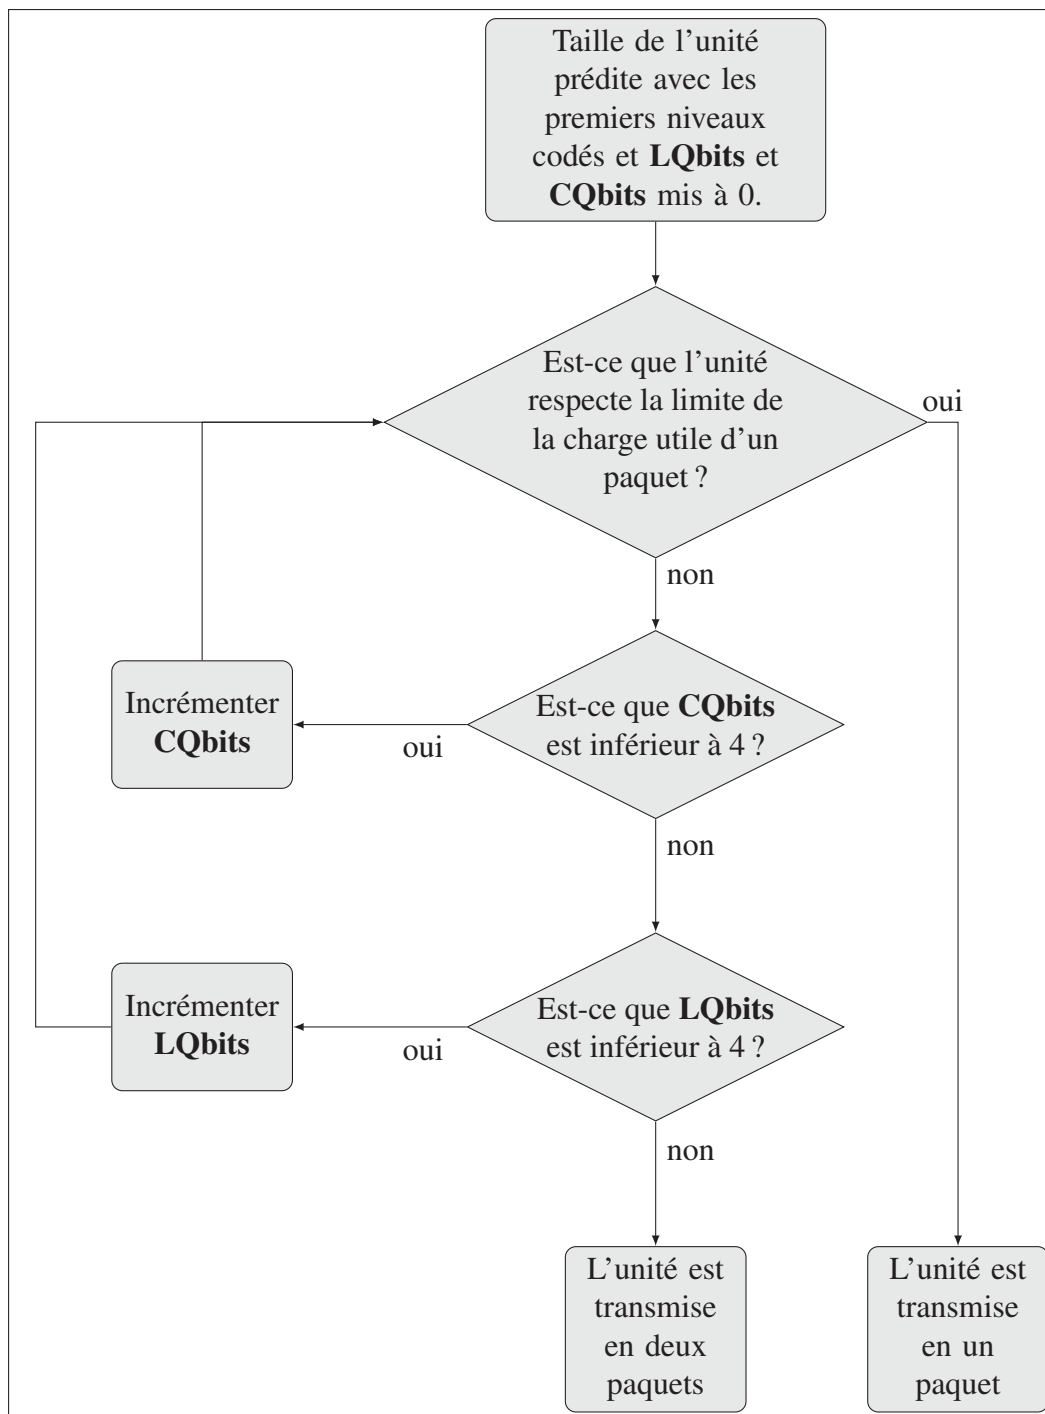 Taille de l'unité
prédite avec les
premiers niveaux
codés et LQbits et
CQbits mis à 0.
Est-ce que l'unité
respecte la limite de
la charge utile d'un
paquet ?
oui
non
Incrémenter
CQbits
oui
Est-ce que CQbits
est inférieur à 4 ?
non
Incrémenter
LQbits
oui
Est-ce que LQbits
est inférieur à 4 ?
non
L'unité est
transmise
en deux
paquets
L'unité est
transmise
en un
paquet